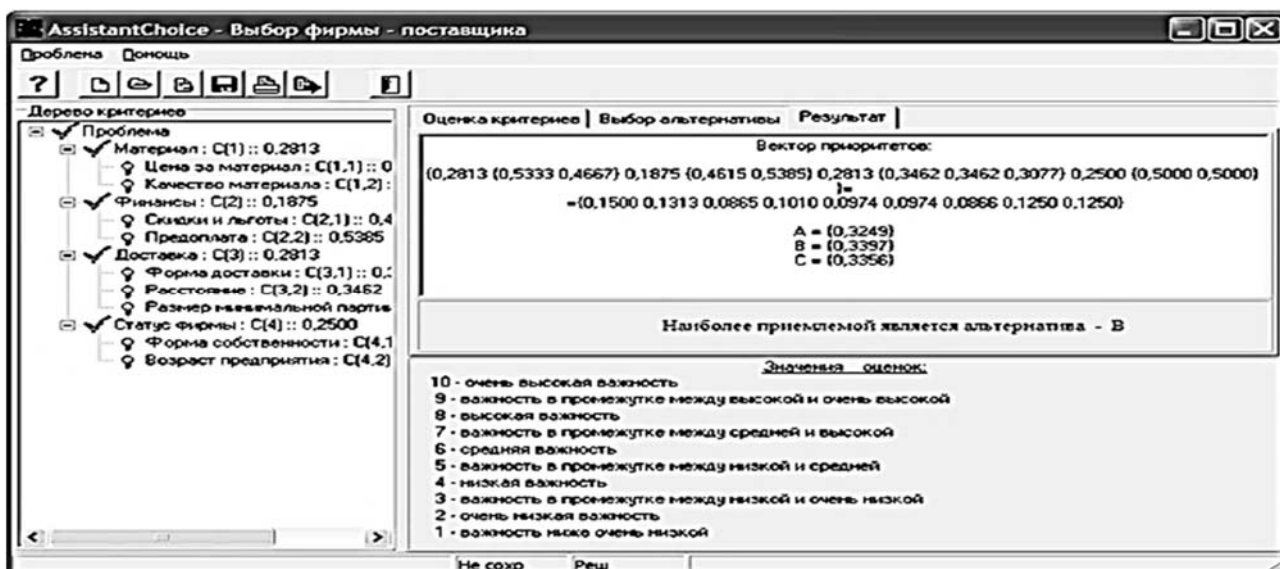 AssistantChoice - Выбор фирмы - поставщика
Проблема Помощь
?
Дерево критериев
Проблема
Материал : C(1) :: 0,2813
Цена за материал : C(1,1) :: 0
Качество материала : C(1,2) :
Финансы : C(2) :: 0,1875
Скидки и льготы : C(2,1) :: 0,4
Предоплата : C(2,2) :: 0,5385
Доставка : C(3) :: 0,2813
Форма доставки : C(3,1) :: 0,3
Расстояние : C(3,2) :: 0,3462
Размер минимальной партии
Статус фирмы : C(4) :: 0,2500
Форма собственности : C(4,1
Возраст предприятия : C(4,2)
Оценка критериев Выбор альтернативы Результат
Вектор приоритетов:
{0,2813 {0,5333 0,4667} 0,1875 {0,4615 0,5385} 0,2813 {0,3462 0,3462 0,3077} 0,2500 {0,5000 0,5000}
}=
={0,1500 0,1313 0,0865 0,1010 0,0974 0,0974 0,0866 0,1250 0,1250}
A = {0,3249}
B = {0,3397}
C = {0,3356}
Наиболее приемлемой является альтернатива - B
Значения оценок:
10 - очень высокая важность
9 - важность в промежутке между высокой и очень высокой
8 - высокая важность
7 - важность в промежутке между средней и высокой
6 - средняя важность
5 - важность в промежутке между низкой и средней
4 - низкая важность
3 - важность в промежутке между низкой и очень низкой
2 - очень низкая важность
1 - важность ниже очень низкой
Не сохр Реш